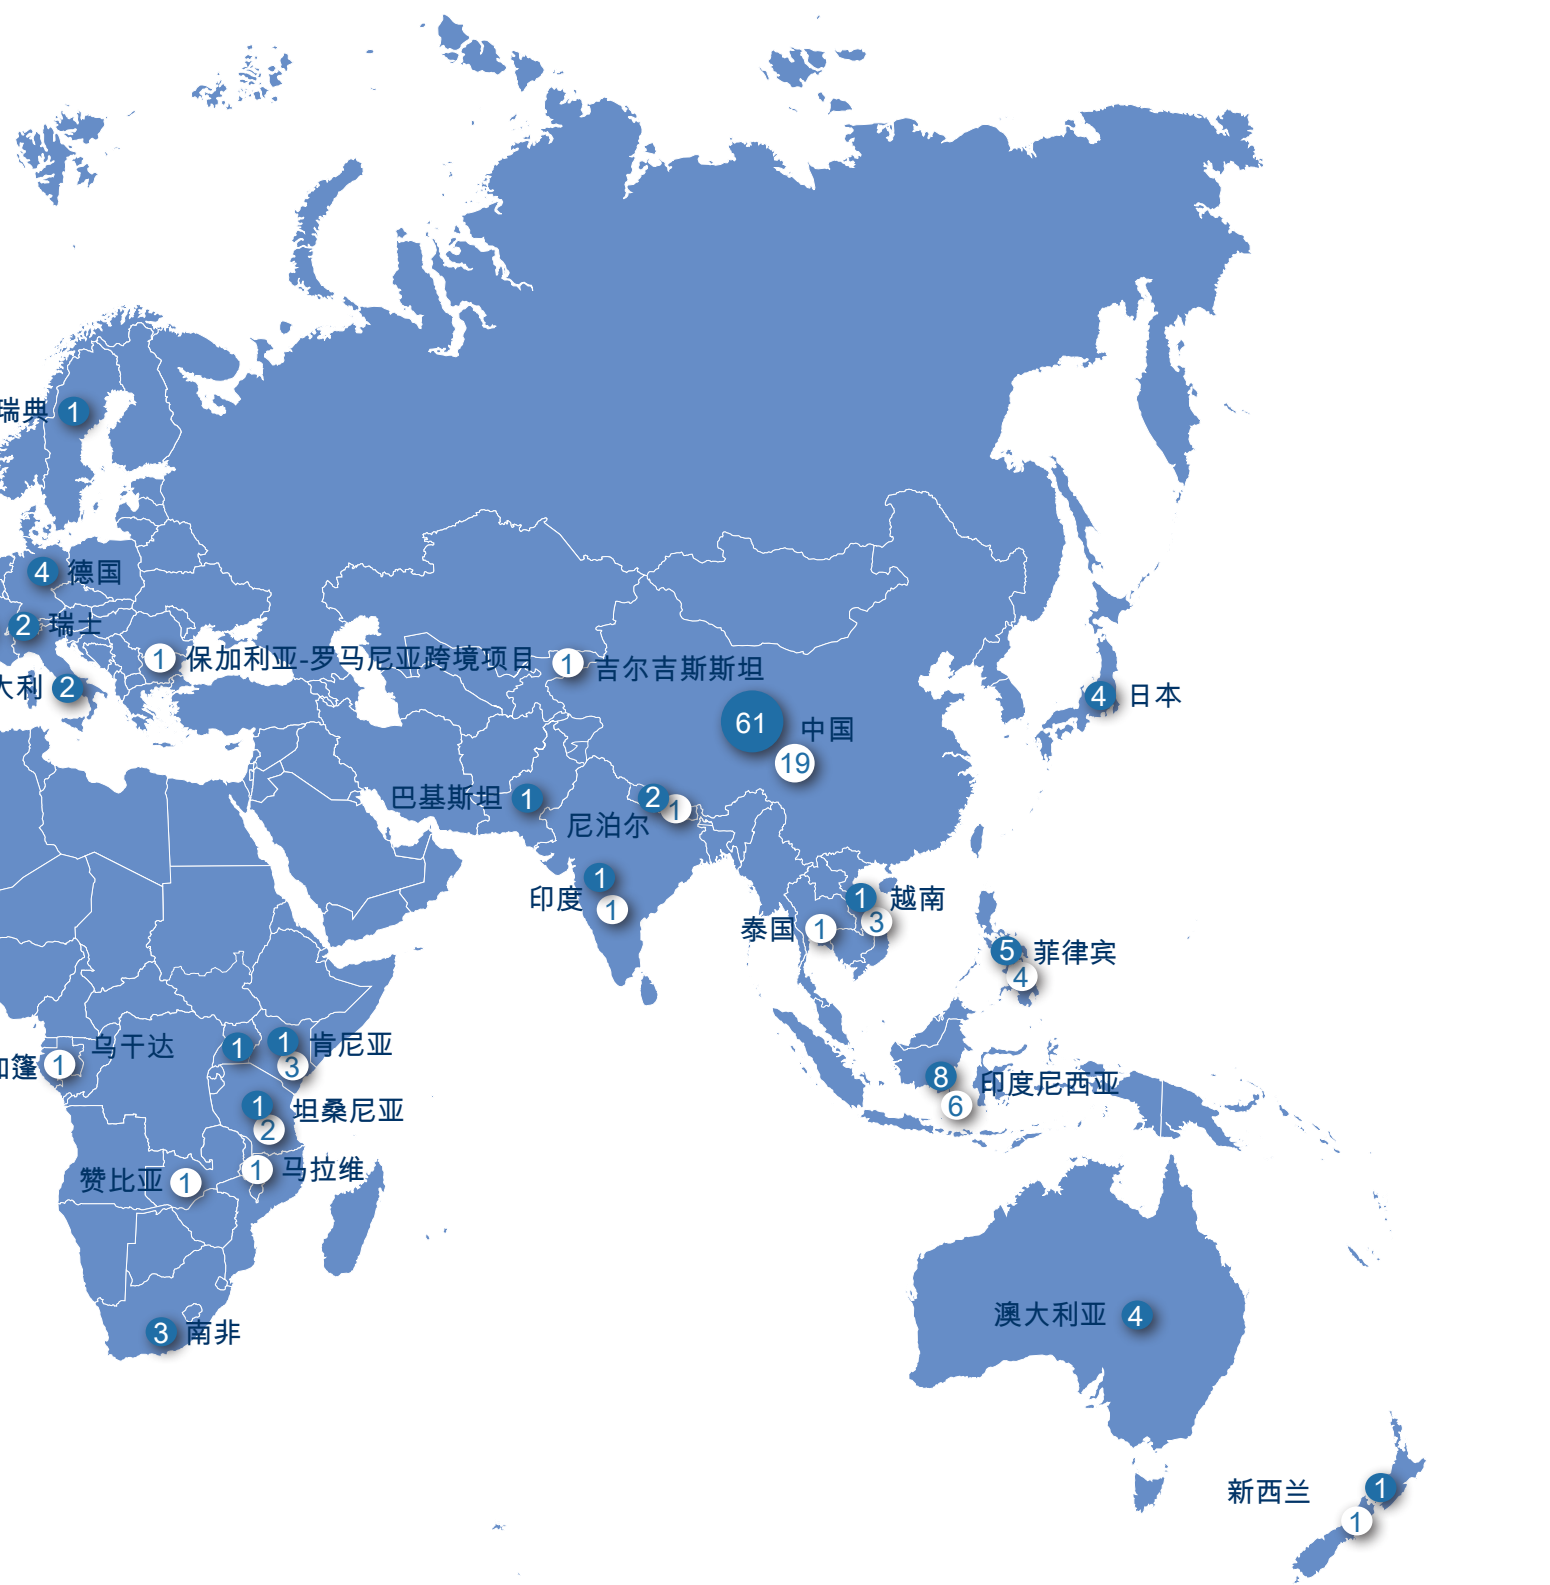 瑞典 1
4 德国
2 瑞士
1 保加利亚-罗马尼亚跨境项目
1 吉尔吉斯斯坦
大利 2
61 中国
19
4 日本
巴基斯坦 1
2
1
尼泊尔
1
印度
1
1 越南
3
泰国 1
5 菲律宾
4
乌干达 1
1 肯尼亚
3
加蓬 1
8 印度尼西亚
6
1 坦桑尼亚
2
1 马拉维
赞比亚 1
澳大利亚 4
3 南非
新西兰 1
1